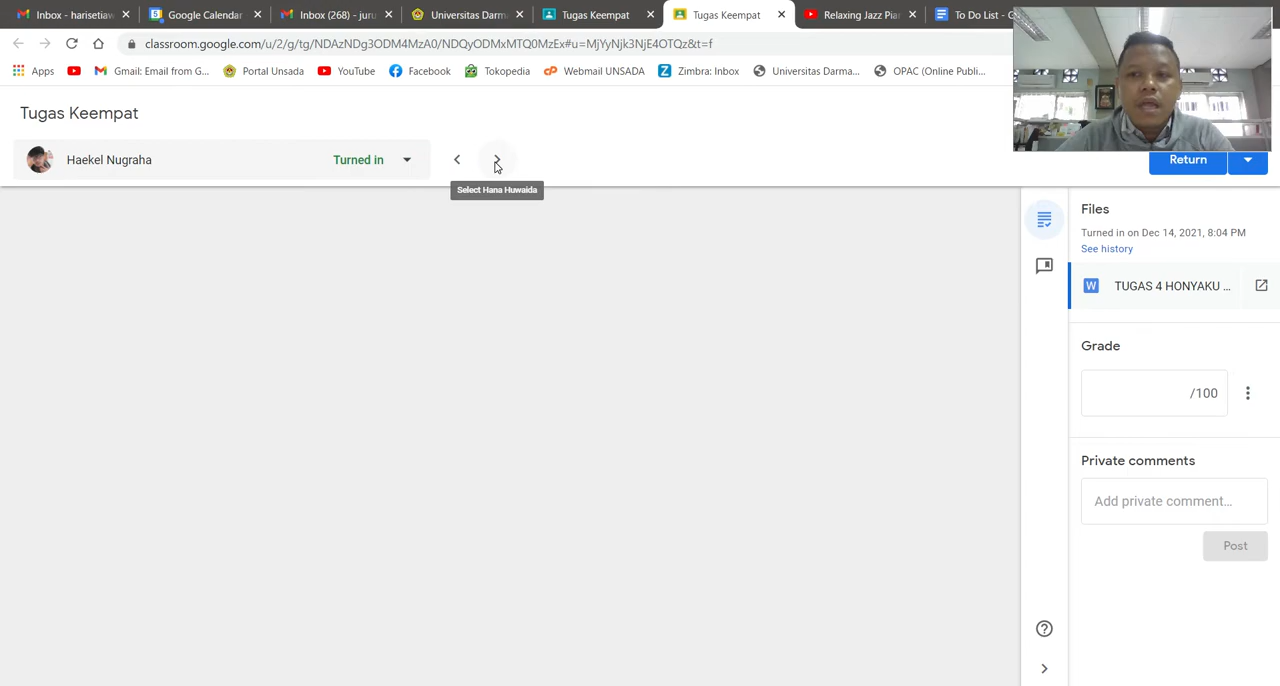 Inbox - harisetiaw
Google Calendar
Inbox (268) - juru
Universitas Darm
Tugas Keempat
Tugas Keempat
Relaxing Jazz Pia
To Do List - G
classroom.google.com/u/2/g/tg/NDAzNDg3ODM4MzA0/NDQyODMxMTQ0MzEx#u=MjYyNjk3NjE4OTQz&t=f
Apps
Gmail: Email from G...
Portal Unsada
YouTube
Facebook
Tokopedia
Webmail UNSADA
Zimbra: Inbox
Universitas Darma...
OPAC (Online Publi...
Tugas Keempat
Haekel Nugraha
Turned in
Return
Select Hana Huwaida
Files
Turned in on Dec 14, 2021, 8:04 PM
See history
W TUGAS 4 HONYAKU ...
Grade
/100
Private comments
Add private comment...
Post